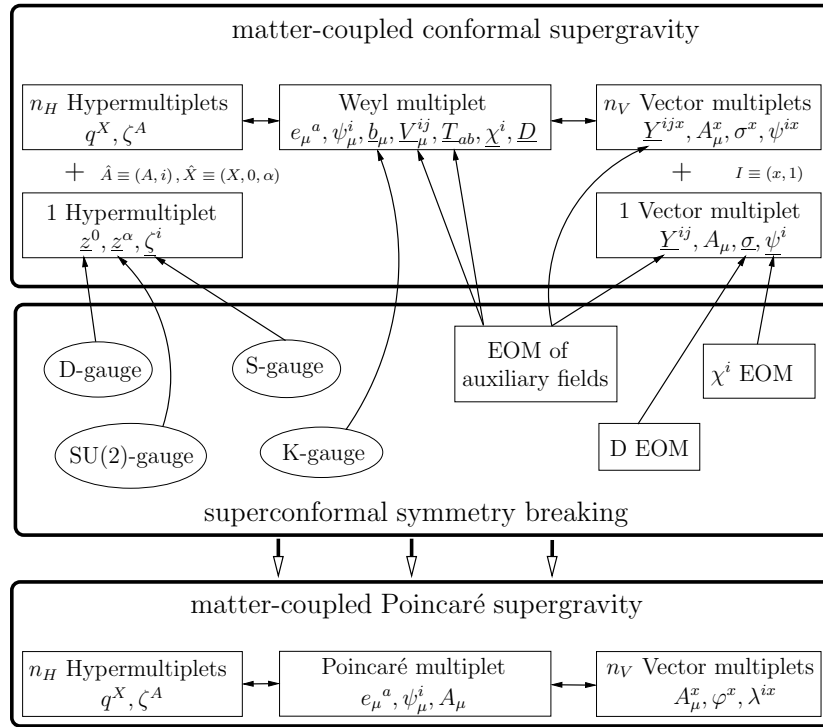 matter-coupled conformal supergravity
n_H Hypermultiplets
q^X, ζ^A
Weyl multiplet
e_μ^a, ψ_μ^i, b_μ, V_μ^{ij}, T_{ab}, χ^i, D
n_V Vector multiplets
Y^{ijx}, A_μ^x, σ^x, ψ^{ix}
+ Â ≡ (A, i) , X̂ ≡ (X, 0, α)
+ I ≡ (x, 1)
1 Hypermultiplet
z^0, z^α, ζ^i
1 Vector multiplet
Y^{ij}, A_μ, σ, ψ^i
D-gauge
S-gauge
EOM of
auxiliary fields
χ^i EOM
SU(2)-gauge
K-gauge
D EOM
superconformal symmetry breaking
matter-coupled Poincaré supergravity
n_H Hypermultiplets
q^X, ζ^A
Poincaré multiplet
e_μ^a, ψ_μ^i, A_μ
n_V Vector multiplets
A_μ^x, φ^x, λ^{ix}